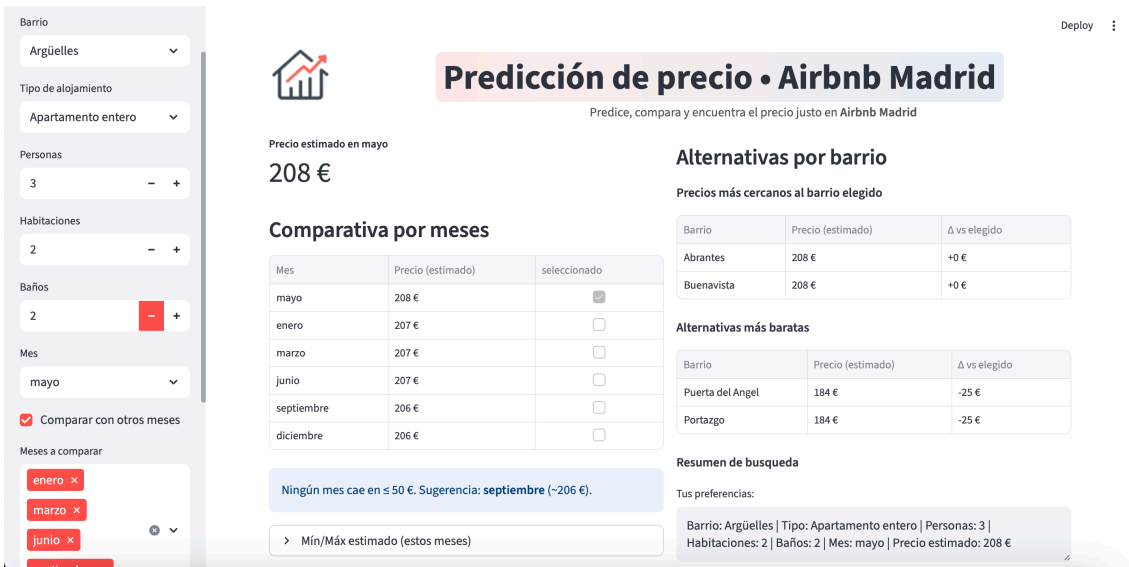 Barrio
Argüelles
Tipo de alojamiento
Apartamento entero
Personas
3 − +
Habitaciones
2 − +
Baños
2 − +
Mes
mayo
Comparar con otros meses
Meses a comparar
enero ×
marzo ×
junio ×
Deploy
Predicción de precio • Airbnb Madrid
Predice, compara y encuentra el precio justo en Airbnb Madrid
Precio estimado en mayo
208 €
Comparativa por meses
Mes Precio (estimado) seleccionado
mayo 208 €
enero 207 €
marzo 207 €
junio 207 €
septiembre 206 €
diciembre 206 €
Ningún mes cae en ≤ 50 €. Sugerencia: septiembre (~206 €).
Mín/Máx estimado (estos meses)
Alternativas por barrio
Precios más cercanos al barrio elegido
Barrio Precio (estimado) Δ vs elegido
Abrantes 208 € +0 €
Buenavista 208 € +0 €
Alternativas más baratas
Barrio Precio (estimado) Δ vs elegido
Puerta del Angel 184 € -25 €
Portazgo 184 € -25 €
Resumen de busqueda
Tus preferencias:
Barrio: Argüelles | Tipo: Apartamento entero | Personas: 3 |
Habitaciones: 2 | Baños: 2 | Mes: mayo | Precio estimado: 208 €